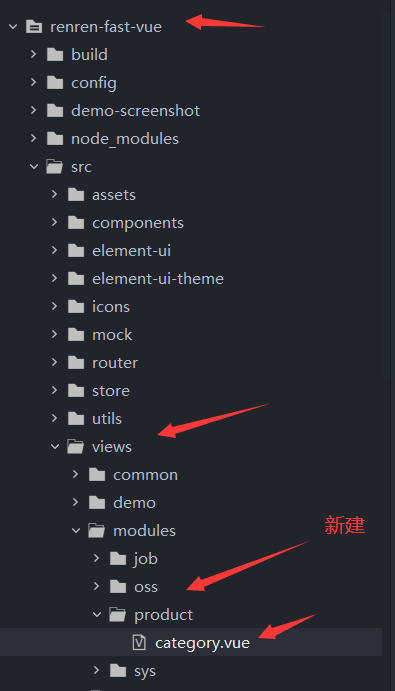 renren-fast-vue
build
config
demo-screenshot
node_modules
src
assets
components
element-ui
element-ui-theme
icons
mock
router
store
utils
views
common
demo
modules
新建
job
oss
product
category.vue
sys